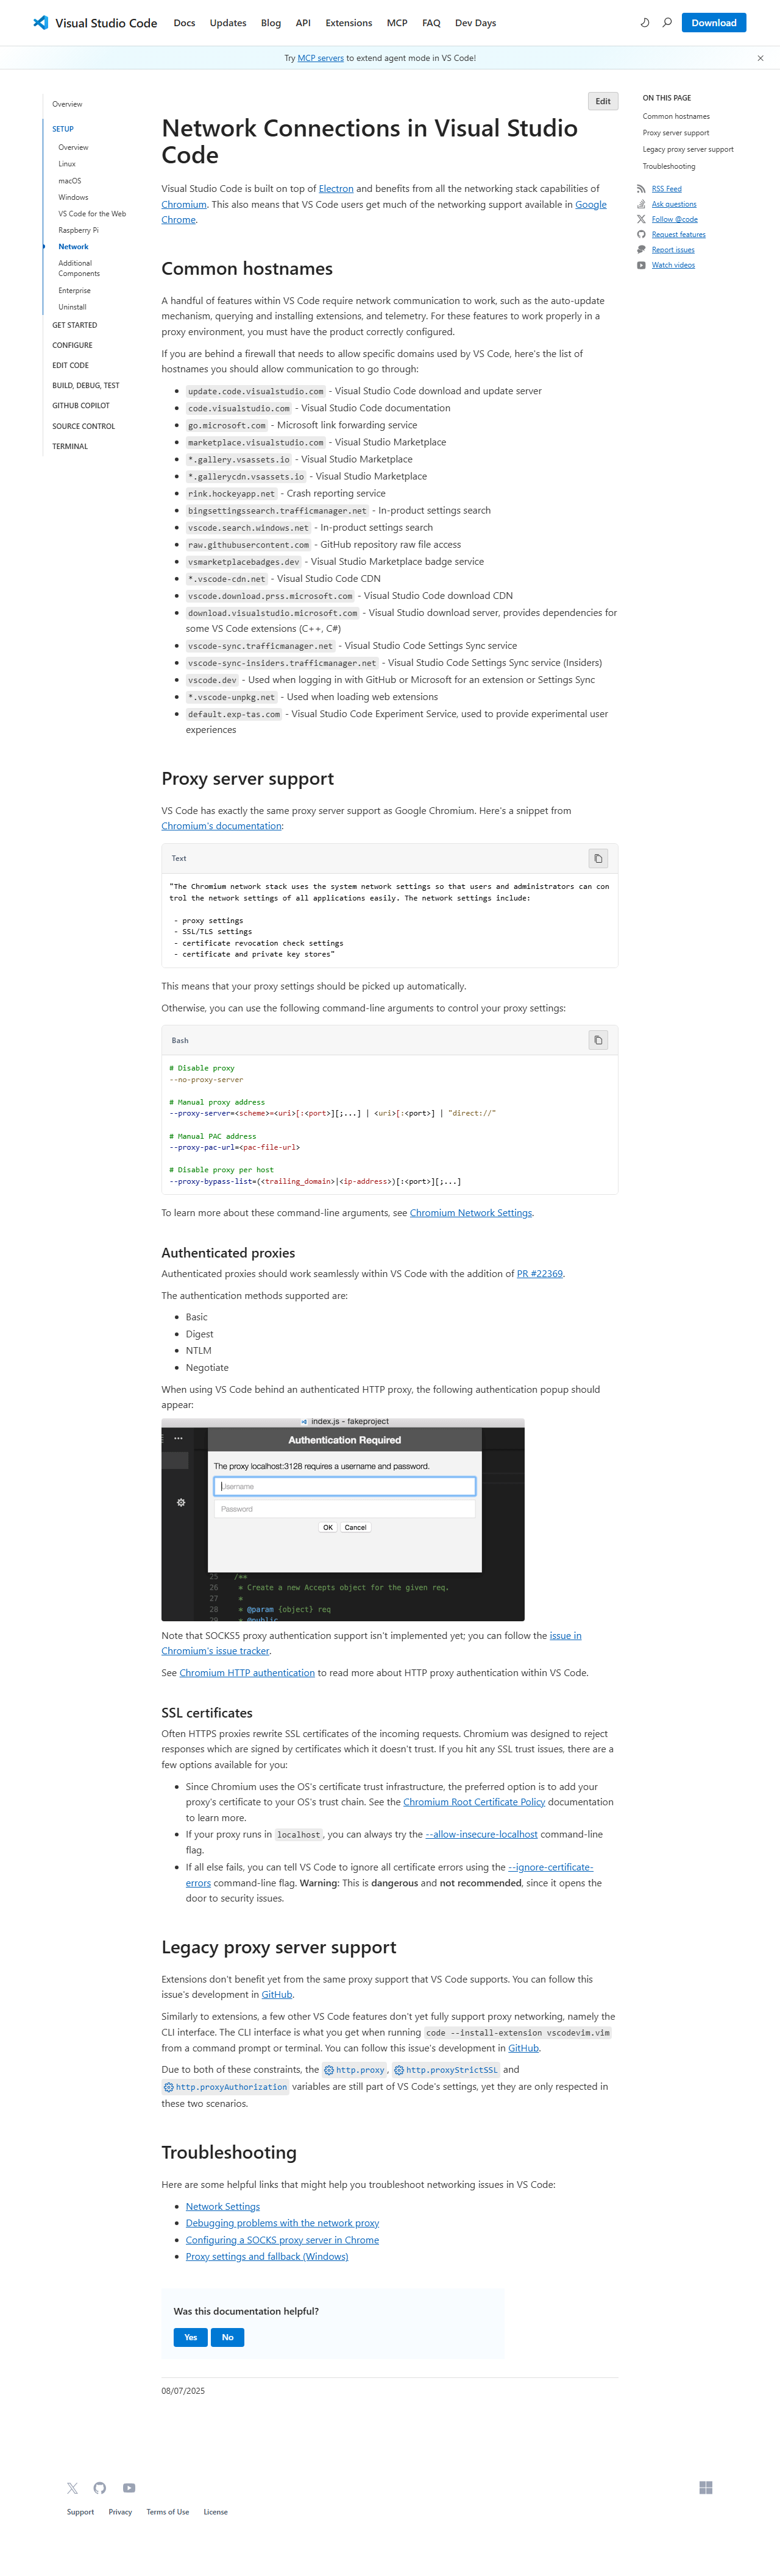 Visual Studio Code
Docs Updates Blog API Extensions MCP FAQ Dev Days
Download
Try MCP servers to extend agent mode in VS Code!
Overview
SETUP
Overview
Linux
macOS
Windows
VS Code for the Web
Raspberry Pi
Network
Additional
Components
Enterprise
Uninstall
GET STARTED
CONFIGURE
EDIT CODE
BUILD, DEBUG, TEST
GITHUB COPILOT
SOURCE CONTROL
TERMINAL
Edit
Network Connections in Visual Studio
Code
Visual Studio Code is built on top of Electron and benefits from all the networking stack capabilities of
Chromium. This also means that VS Code users get much of the networking support available in Google
Chrome.
Common hostnames
A handful of features within VS Code require network communication to work, such as the auto-update
mechanism, querying and installing extensions, and telemetry. For these features to work properly in a
proxy environment, you must have the product correctly configured.
If you are behind a firewall that needs to allow specific domains used by VS Code, here's the list of
hostnames you should allow communication to go through:
update.code.visualstudio.com - Visual Studio Code download and update server
code.visualstudio.com - Visual Studio Code documentation
go.microsoft.com - Microsoft link forwarding service
marketplace.visualstudio.com - Visual Studio Marketplace
*.gallery.vsassets.io - Visual Studio Marketplace
*.gallerycdn.vsassets.io - Visual Studio Marketplace
rink.hockeyapp.net - Crash reporting service
bingsettingssearch.trafficmanager.net - In-product settings search
vscode.search.windows.net - In-product settings search
raw.githubusercontent.com - GitHub repository raw file access
vsmarketplacebadges.dev - Visual Studio Marketplace badge service
*.vscode-cdn.net - Visual Studio Code CDN
vscode.download.prss.microsoft.com - Visual Studio Code download CDN
download.visualstudio.microsoft.com - Visual Studio download server, provides dependencies for
some VS Code extensions (C++, C#)
vscode-sync.trafficmanager.net - Visual Studio Code Settings Sync service
vscode-sync-insiders.trafficmanager.net - Visual Studio Code Settings Sync service (Insiders)
vscode.dev - Used when logging in with GitHub or Microsoft for an extension or Settings Sync
*.vscode-unpkg.net - Used when loading web extensions
default.exp-tas.com - Visual Studio Code Experiment Service, used to provide experimental user
experiences
Proxy server support
VS Code has exactly the same proxy server support as Google Chromium. Here's a snippet from
Chromium's documentation:
Text
"The Chromium network stack uses the system network settings so that users and administrators can con
trol the network settings of all applications easily. The network settings include:
- proxy settings
- SSL/TLS settings
- certificate revocation check settings
- certificate and private key stores"
This means that your proxy settings should be picked up automatically.
Otherwise, you can use the following command-line arguments to control your proxy settings:
Bash
# Disable proxy
--no-proxy-server
# Manual proxy address
--proxy-server=<scheme>=<uri>[:<port>][;...] | <uri>[:<port>] | "direct://"
# Manual PAC address
--proxy-pac-url=<pac-file-url>
# Disable proxy per host
--proxy-bypass-list=(<trailing_domain>|<ip-address>)[:<port>][;...]
To learn more about these command-line arguments, see Chromium Network Settings.
Authenticated proxies
Authenticated proxies should work seamlessly within VS Code with the addition of PR #22369.
The authentication methods supported are:
Basic
Digest
NTLM
Negotiate
When using VS Code behind an authenticated HTTP proxy, the following authentication popup should
appear:
index.js - fakeproject
Authentication Required
The proxy localhost:3128 requires a username and password.
Username
Password
OK Cancel
25 /**
26 * Create a new Accepts object for the given req.
27 *
28 * @param {object} req
29 * @public
Note that SOCKS5 proxy authentication support isn't implemented yet; you can follow the issue in
Chromium's issue tracker.
See Chromium HTTP authentication to read more about HTTP proxy authentication within VS Code.
SSL certificates
Often HTTPS proxies rewrite SSL certificates of the incoming requests. Chromium was designed to reject
responses which are signed by certificates which it doesn't trust. If you hit any SSL trust issues, there are a
few options available for you:
Since Chromium uses the OS's certificate trust infrastructure, the preferred option is to add your
proxy's certificate to your OS's trust chain. See the Chromium Root Certificate Policy documentation
to learn more.
If your proxy runs in localhost, you can always try the --allow-insecure-localhost command-line
flag.
If all else fails, you can tell VS Code to ignore all certificate errors using the --ignore-certificate-
errors command-line flag. Warning: This is dangerous and not recommended, since it opens the
door to security issues.
Legacy proxy server support
Extensions don't benefit yet from the same proxy support that VS Code supports. You can follow this
issue's development in GitHub.
Similarly to extensions, a few other VS Code features don't yet fully support proxy networking, namely the
CLI interface. The CLI interface is what you get when running code --install-extension vscodevim.vim
from a command prompt or terminal. You can follow this issue's development in GitHub.
Due to both of these constraints, the http.proxy, http.proxyStrictSSL and
http.proxyAuthorization variables are still part of VS Code's settings, yet they are only respected in
these two scenarios.
Troubleshooting
Here are some helpful links that might help you troubleshoot networking issues in VS Code:
Network Settings
Debugging problems with the network proxy
Configuring a SOCKS proxy server in Chrome
Proxy settings and fallback (Windows)
Was this documentation helpful?
Yes No
08/07/2025
ON THIS PAGE
Common hostnames
Proxy server support
Legacy proxy server support
Troubleshooting
RSS Feed
Ask questions
Follow @code
Request features
Report issues
Watch videos
Support Privacy Terms of Use License